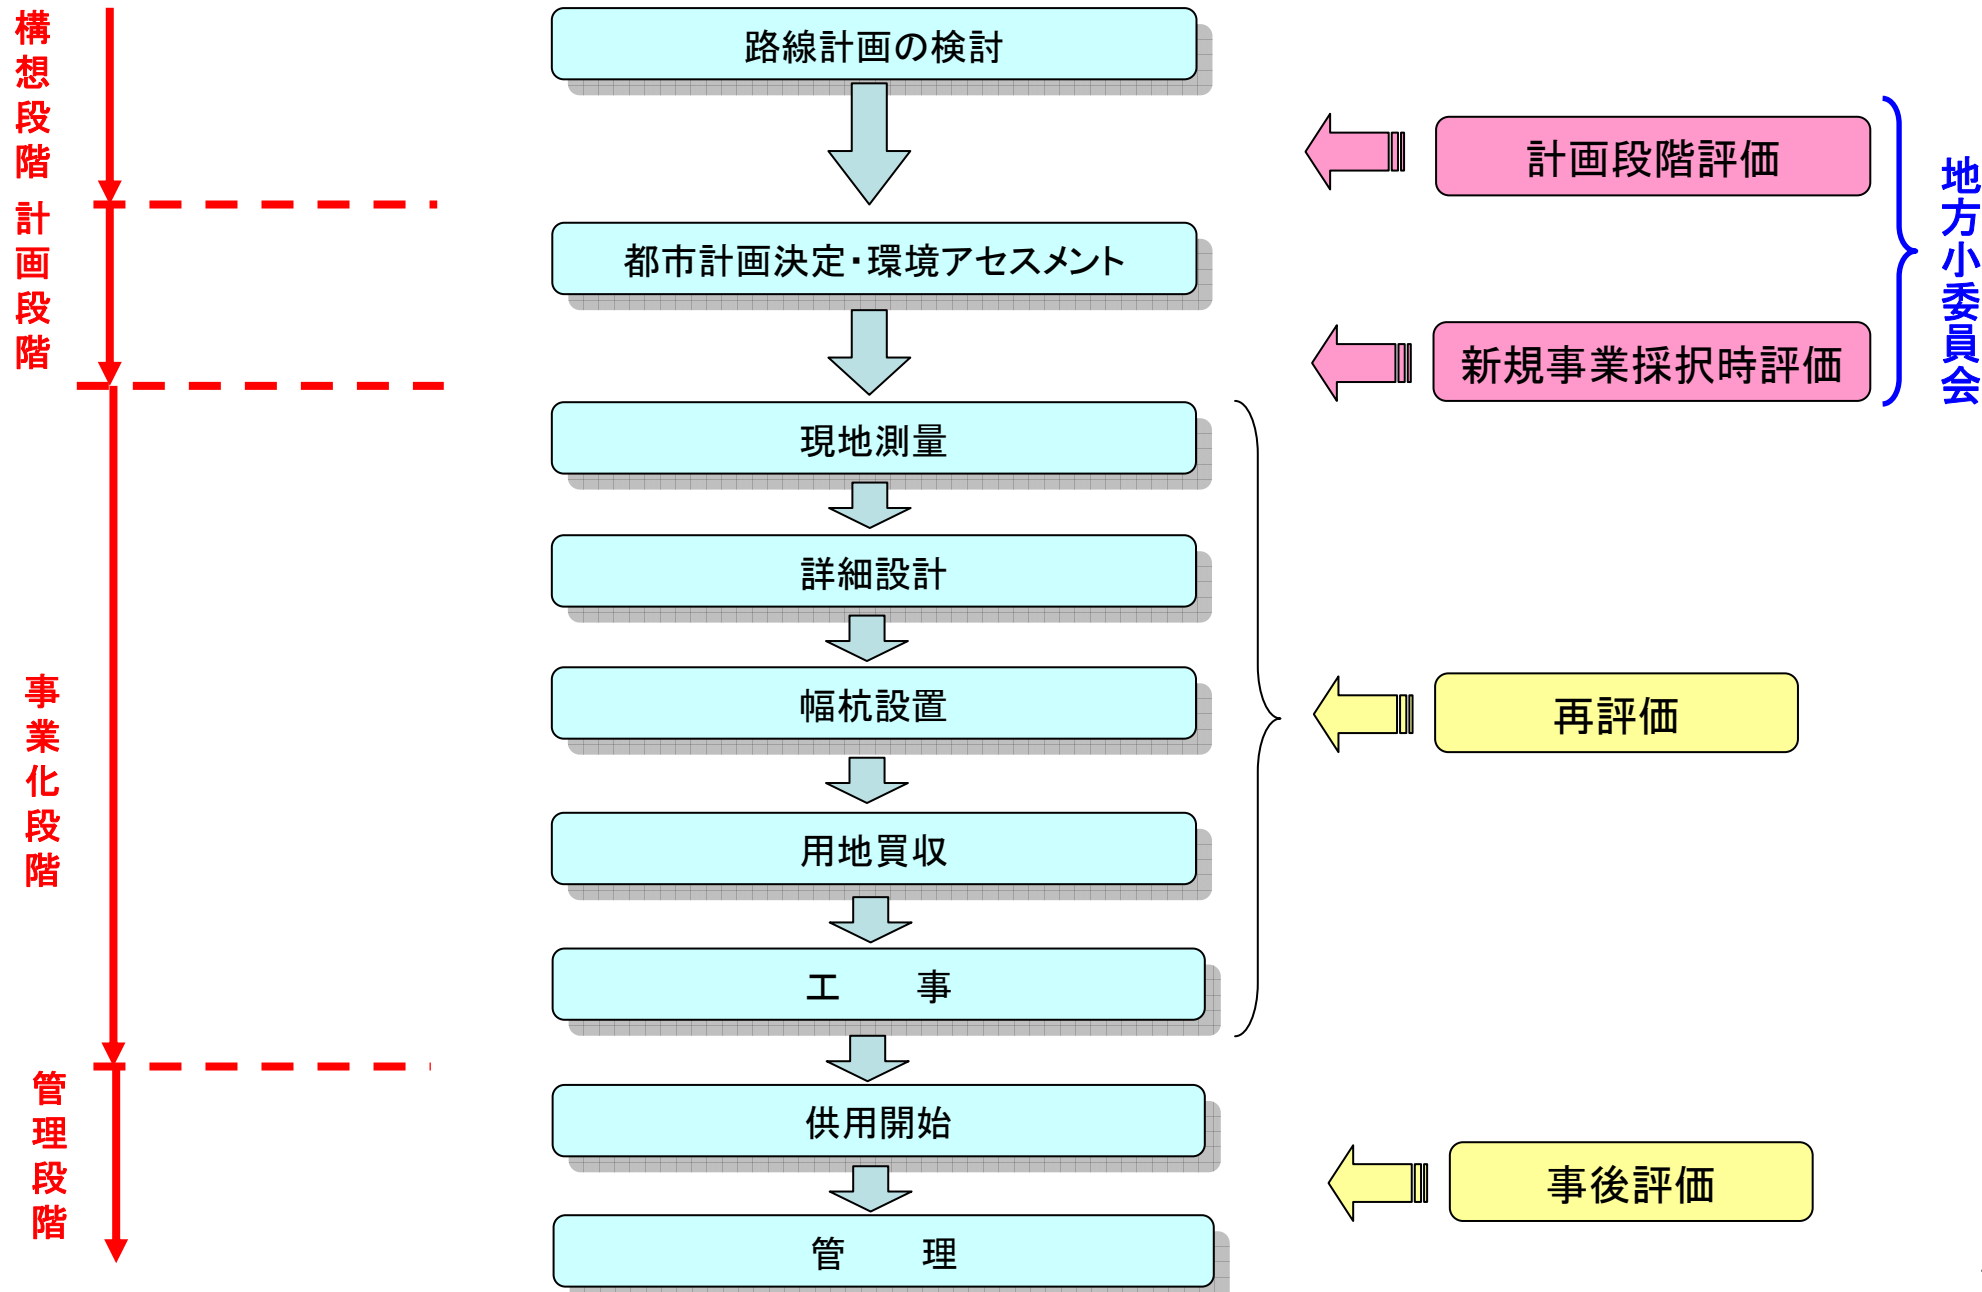 構想段階
計画段階
事業化段階
管理段階
路線計画の検討
都市計画決定・環境アセスメント
現地測量
詳細設計
幅杭設置
用地買収
工　　事
供用開始
管　　理
計画段階評価
新規事業採択時評価
地方小委員会
再評価
事後評価